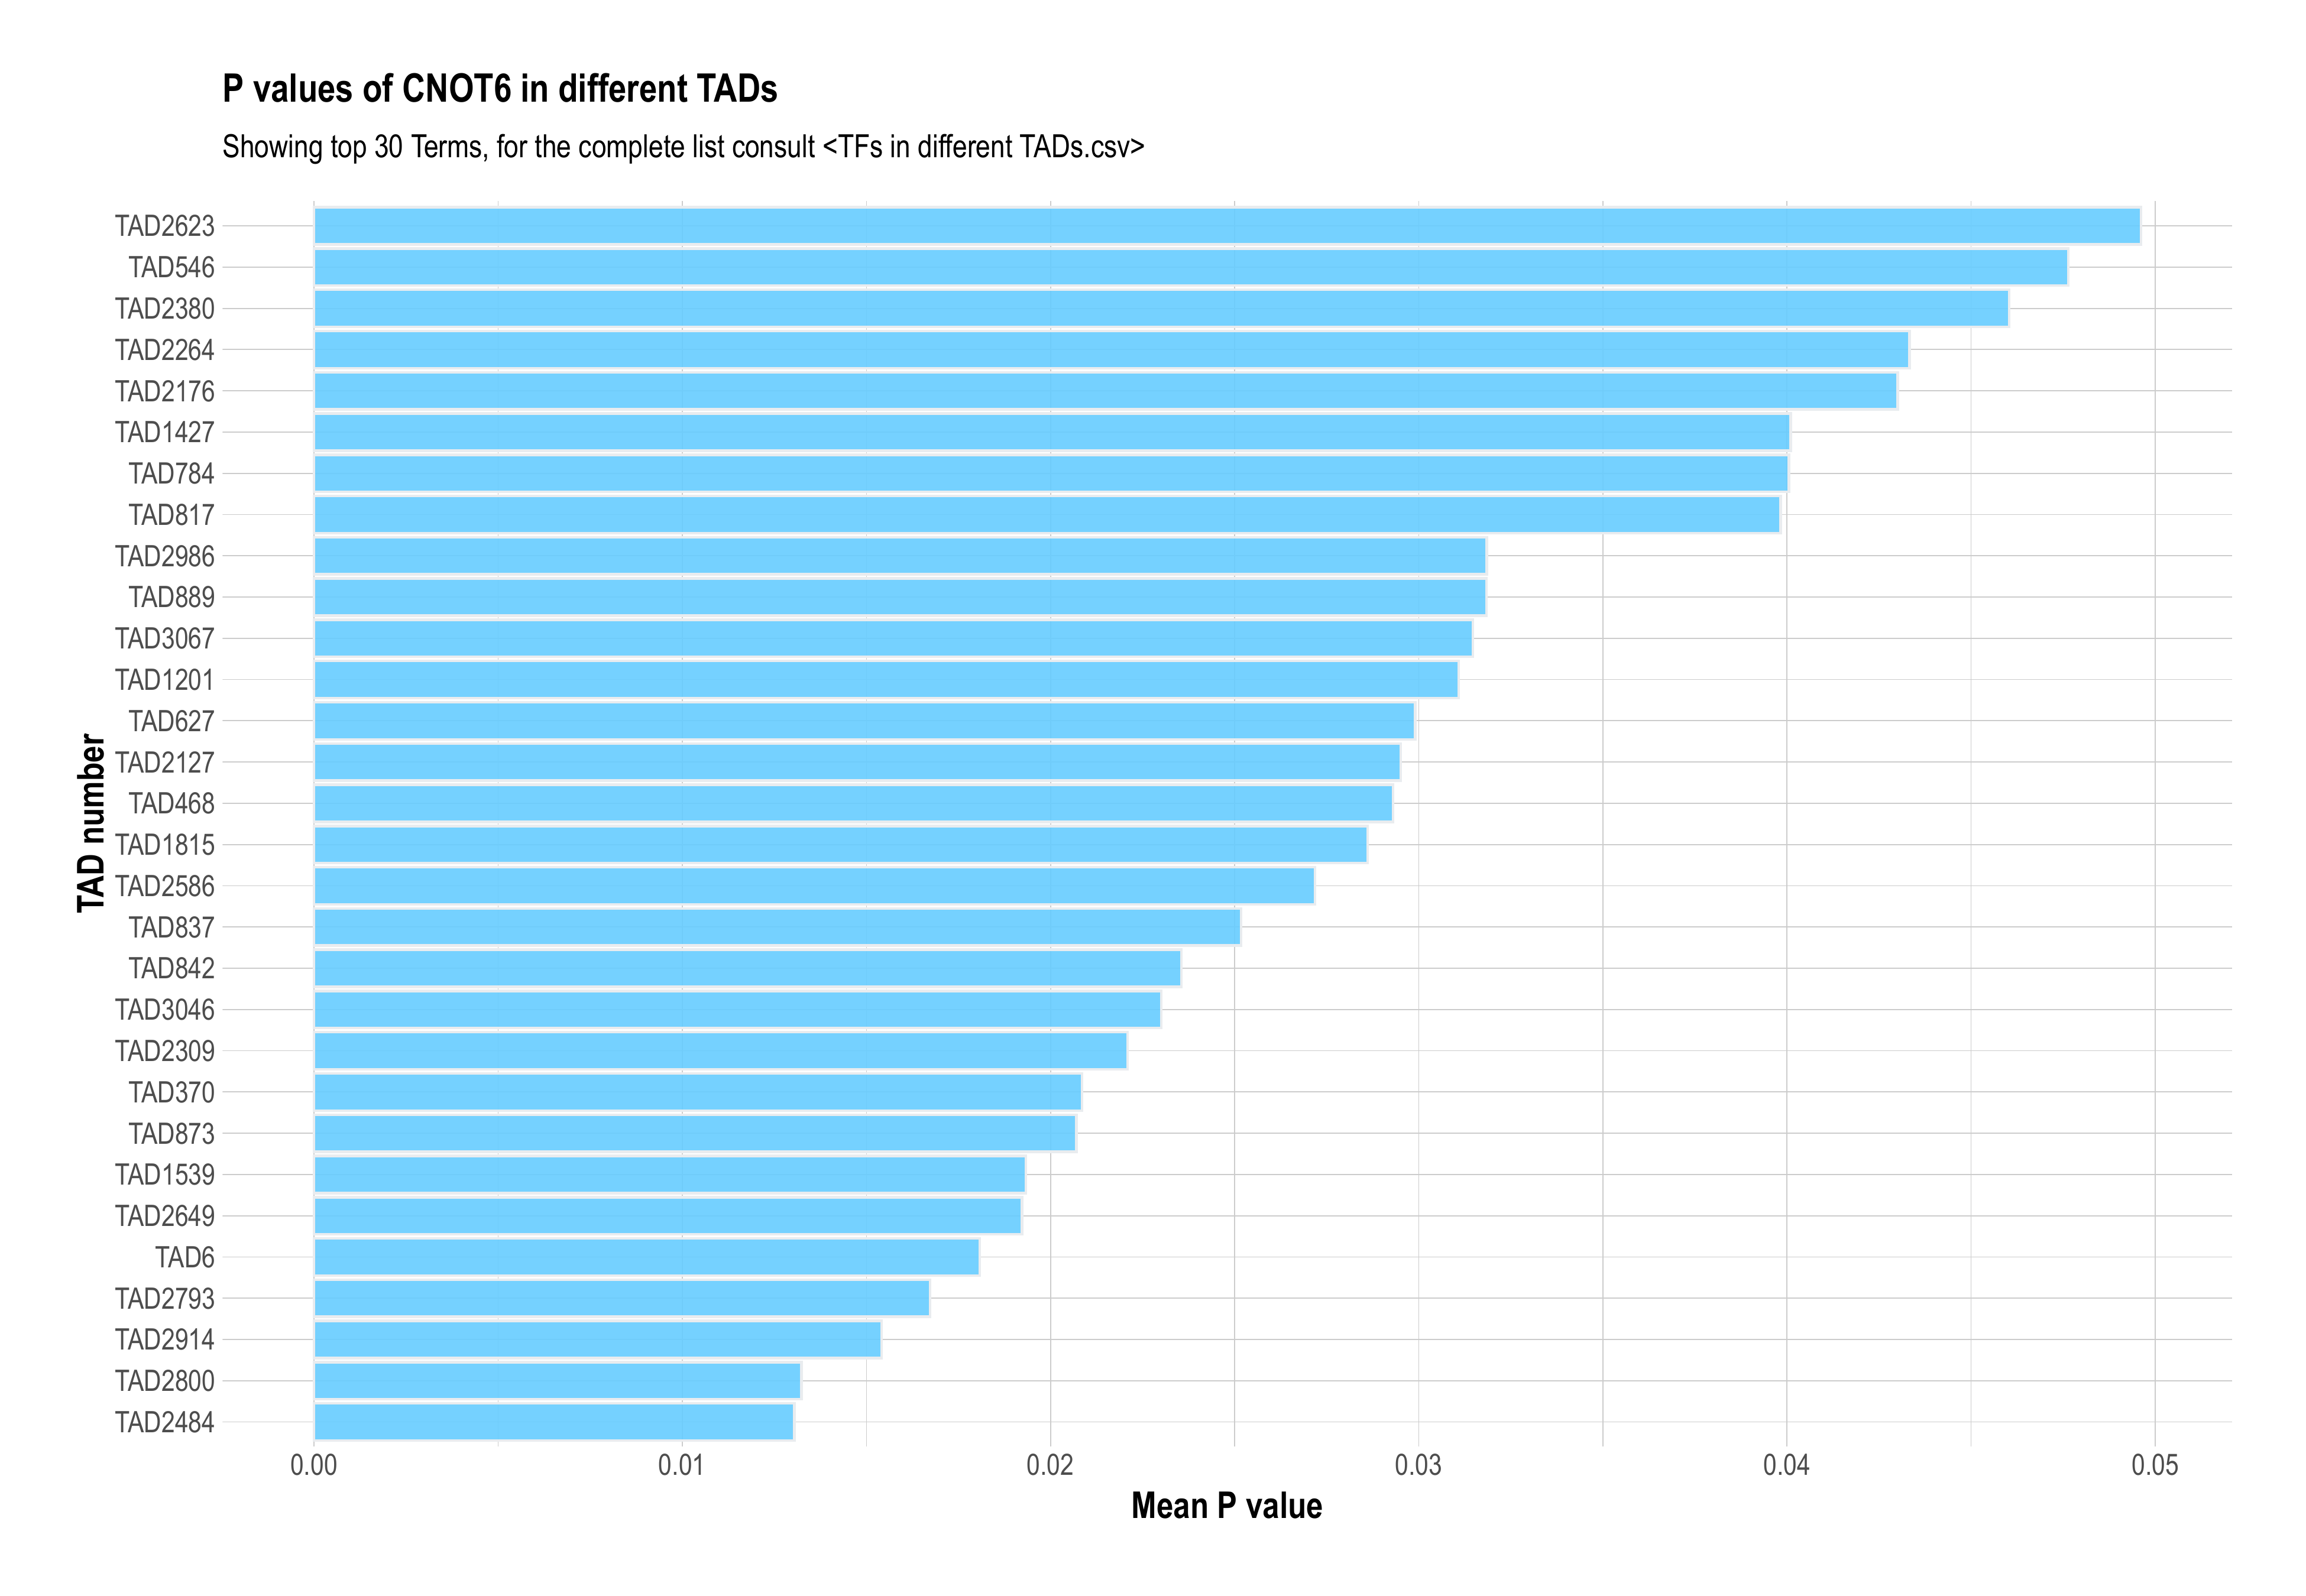 P values of CNOT6 in different TADs
Showing top 30 Terms, for the complete list consult <TFs in different TADs.csv>
TAD number
TAD2623
TAD546
TAD2380
TAD2264
TAD2176
TAD1427
TAD784
TAD817
TAD2986
TAD889
TAD3067
TAD1201
TAD627
TAD2127
TAD468
TAD1815
TAD2586
TAD837
TAD842
TAD3046
TAD2309
TAD370
TAD873
TAD1539
TAD2649
TAD6
TAD2793
TAD2914
TAD2800
TAD2484
0.00 0.01 0.02 0.03 0.04 0.05
Mean P value